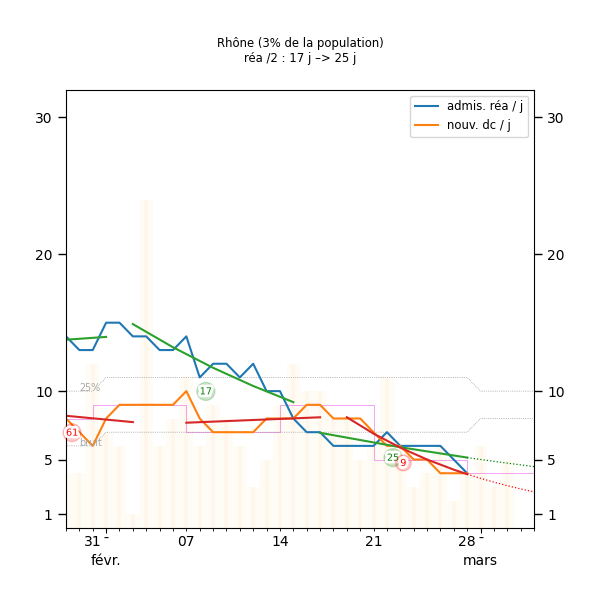 Rhône (3% de la population)
réa /2 : 17 j –> 25 j
admis. réa / j
nouv. dc / j
30
30
20
20
25%
17
10
10
61
bruit
5
25
9
5
1
1
31 -
07
14
21
28 -
févr.
mars